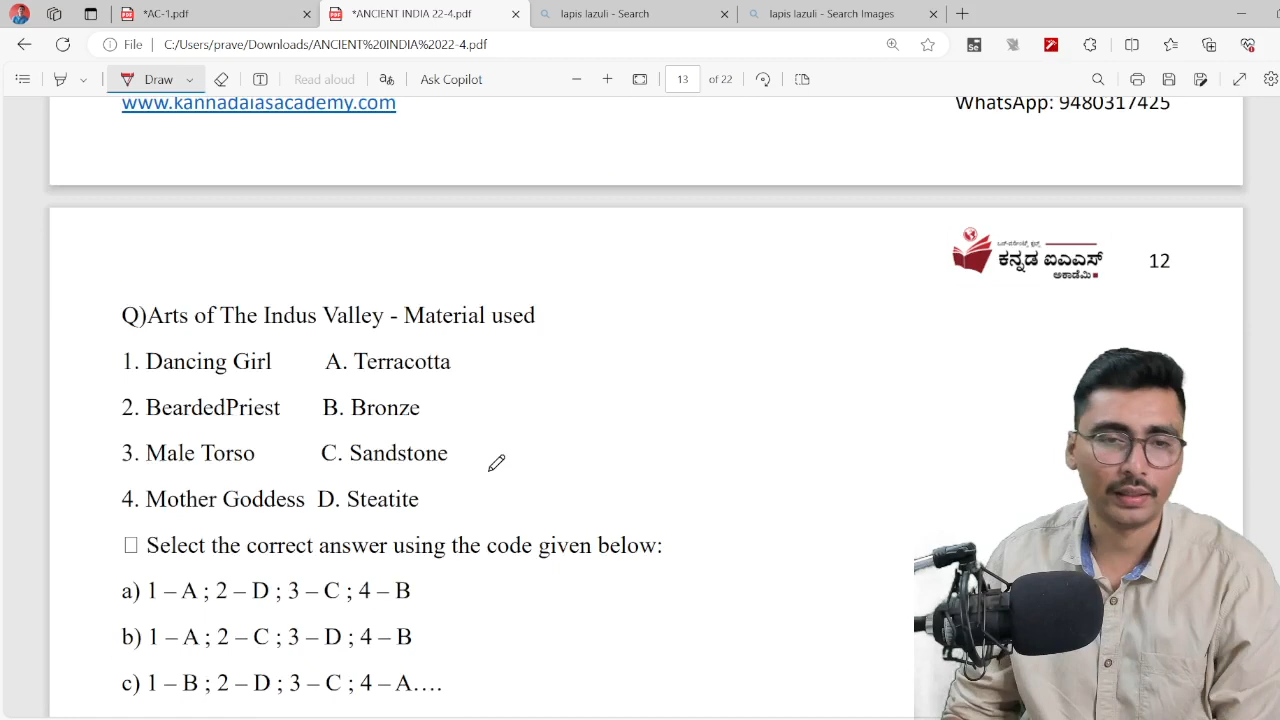 *AC-1.pdf
*ANCIENT INDIA 22-4.pdf
lapis lazuli - Search
lapis lazuli - Search Images
File
C:/Users/prave/Downloads/ANCIENT%20INDIA%2022-4.pdf
Draw
Read aloud
aあ
Ask Copilot
13
of 22
Se
www.kannadaiasacademy.com
WhatsApp: 9480317425
ಕನ್ನಡ ಐಎಎಸ್
ಅಕಾಡೆಮಿ
12
Q)Arts of The Indus Valley - Material used
1. Dancing Girl A. Terracotta
2. BeardedPriest B. Bronze
3. Male Torso C. Sandstone
4. Mother Goddess D. Steatite
□ Select the correct answer using the code given below:
a) 1 – A ; 2 – D ; 3 – C ; 4 – B
b) 1 – A ; 2 – C ; 3 – D ; 4 – B
c) 1 – B ; 2 – D ; 3 – C ; 4 – A….